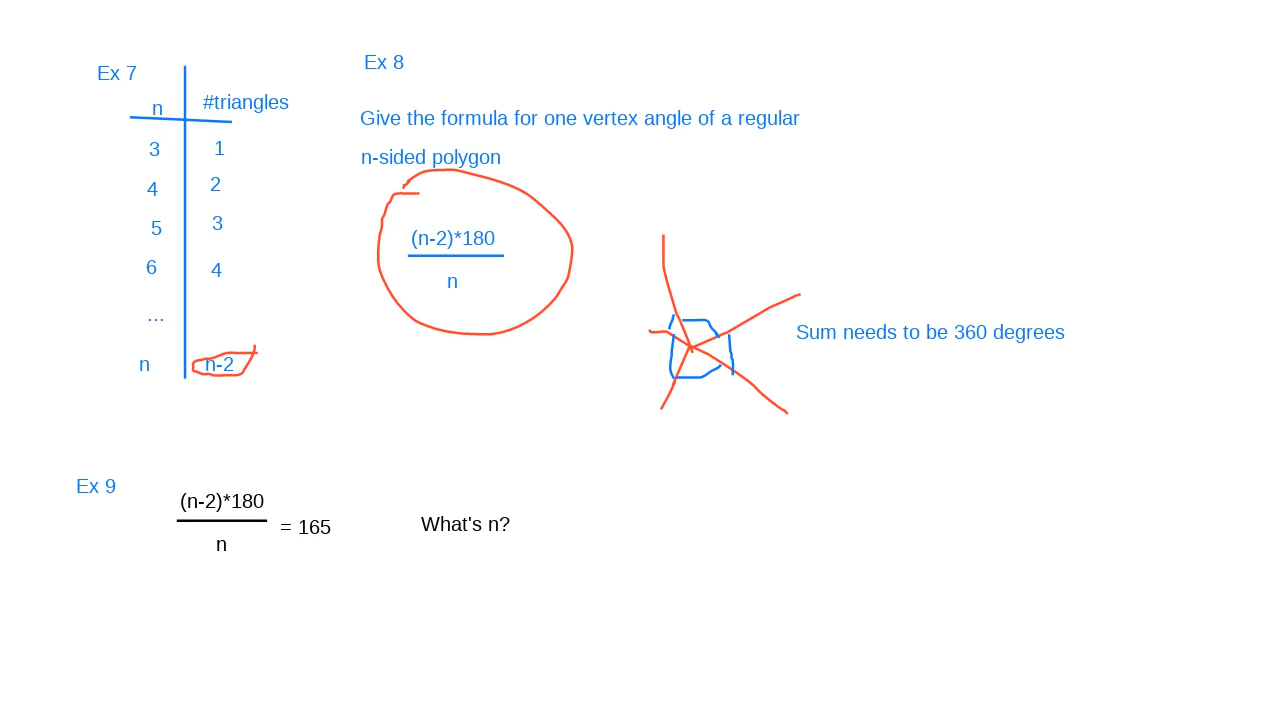 Ex 7
n #triangles
3 1
4 2
5 3
6 4
...
n n-2
Ex 8
Give the formula for one vertex angle of a regular
n-sided polygon
(n-2)*180
n
Sum needs to be 360 degrees
Ex 9
(n-2)*180
n
= 165
What's n?